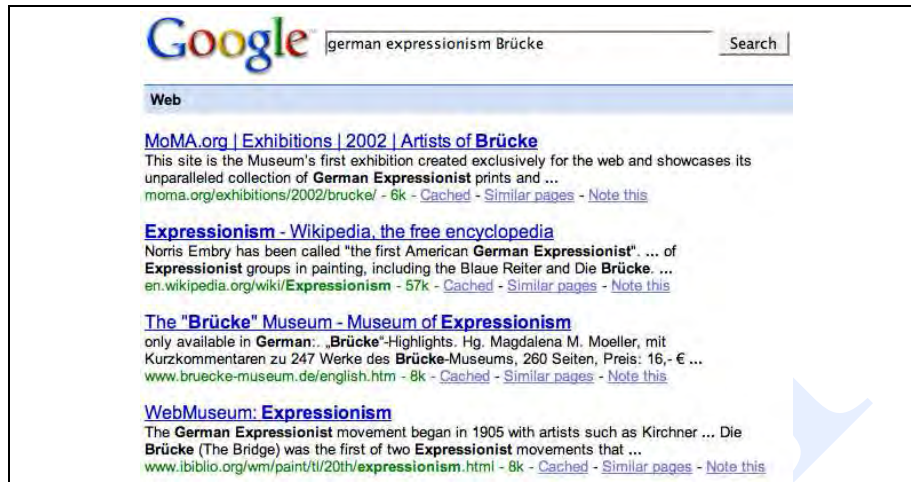 Google german expressionism Brücke Search
Web
MoMA.org | Exhibitions | 2002 | Artists of Brücke
This site is the Museum's first exhibition created exclusively for the web and showcases its
unparalleled collection of German Expressionist prints and ...
moma.org/exhibitions/2002/brucke/ - 6k - Cached - Similar pages - Note this
Expressionism - Wikipedia, the free encyclopedia
Norris Embry has been called "the first American German Expressionist". ... of
Expressionist groups in painting, including the Blaue Reiter and Die Brücke. ...
en.wikipedia.org/wiki/Expressionism - 57k - Cached - Similar pages - Note this
The "Brücke" Museum - Museum of Expressionism
only available in German:. „Brücke"-Highlights. Hg. Magdalena M. Moeller, mit
Kurzkommentaren zu 247 Werke des Brücke-Museums, 260 Seiten, Preis: 16,- € ...
www.bruecke-museum.de/english.htm - 8k - Cached - Similar pages - Note this
WebMuseum: Expressionism
The German Expressionist movement began in 1905 with artists such as Kirchner ... Die
Brücke (The Bridge) was the first of two Expressionist movements that ...
www.ibiblio.org/wm/paint/tl/20th/expressionism.html - 8k - Cached - Similar pages - Note this